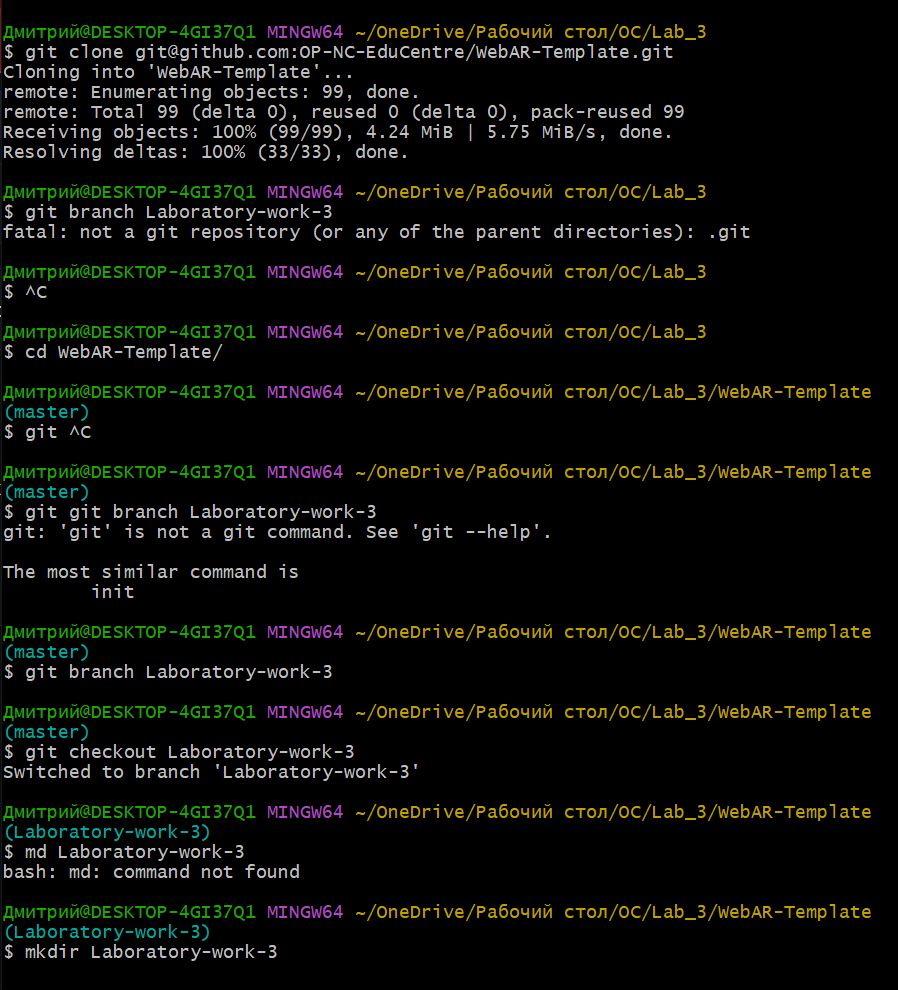 Дмитрий@DESKTOP-4GI37Q1 MINGW64 ~/OneDrive/Рабочий стол/ОС/Lab_3
$ git clone git@github.com:OP-NC-EduCentre/WebAR-Template.git
Cloning into 'WebAR-Template'...
remote: Enumerating objects: 99, done.
remote: Total 99 (delta 0), reused 0 (delta 0), pack-reused 99
Receiving objects: 100% (99/99), 4.24 MiB | 5.75 MiB/s, done.
Resolving deltas: 100% (33/33), done.
Дмитрий@DESKTOP-4GI37Q1 MINGW64 ~/OneDrive/Рабочий стол/ОС/Lab_3
$ git branch Laboratory-work-3
fatal: not a git repository (or any of the parent directories): .git
Дмитрий@DESKTOP-4GI37Q1 MINGW64 ~/OneDrive/Рабочий стол/ОС/Lab_3
$ ^C
Дмитрий@DESKTOP-4GI37Q1 MINGW64 ~/OneDrive/Рабочий стол/ОС/Lab_3
$ cd WebAR-Template/
Дмитрий@DESKTOP-4GI37Q1 MINGW64 ~/OneDrive/Рабочий стол/ОС/Lab_3/WebAR-Template
(master)
$ git ^C
Дмитрий@DESKTOP-4GI37Q1 MINGW64 ~/OneDrive/Рабочий стол/ОС/Lab_3/WebAR-Template
(master)
$ git git branch Laboratory-work-3
git: 'git' is not a git command. See 'git --help'.
The most similar command is
init
Дмитрий@DESKTOP-4GI37Q1 MINGW64 ~/OneDrive/Рабочий стол/ОС/Lab_3/WebAR-Template
(master)
$ git branch Laboratory-work-3
Дмитрий@DESKTOP-4GI37Q1 MINGW64 ~/OneDrive/Рабочий стол/ОС/Lab_3/WebAR-Template
(master)
$ git checkout Laboratory-work-3
Switched to branch 'Laboratory-work-3'
Дмитрий@DESKTOP-4GI37Q1 MINGW64 ~/OneDrive/Рабочий стол/ОС/Lab_3/WebAR-Template
(Laboratory-work-3)
$ md Laboratory-work-3
bash: md: command not found
Дмитрий@DESKTOP-4GI37Q1 MINGW64 ~/OneDrive/Рабочий стол/ОС/Lab_3/WebAR-Template
(Laboratory-work-3)
$ mkdir Laboratory-work-3